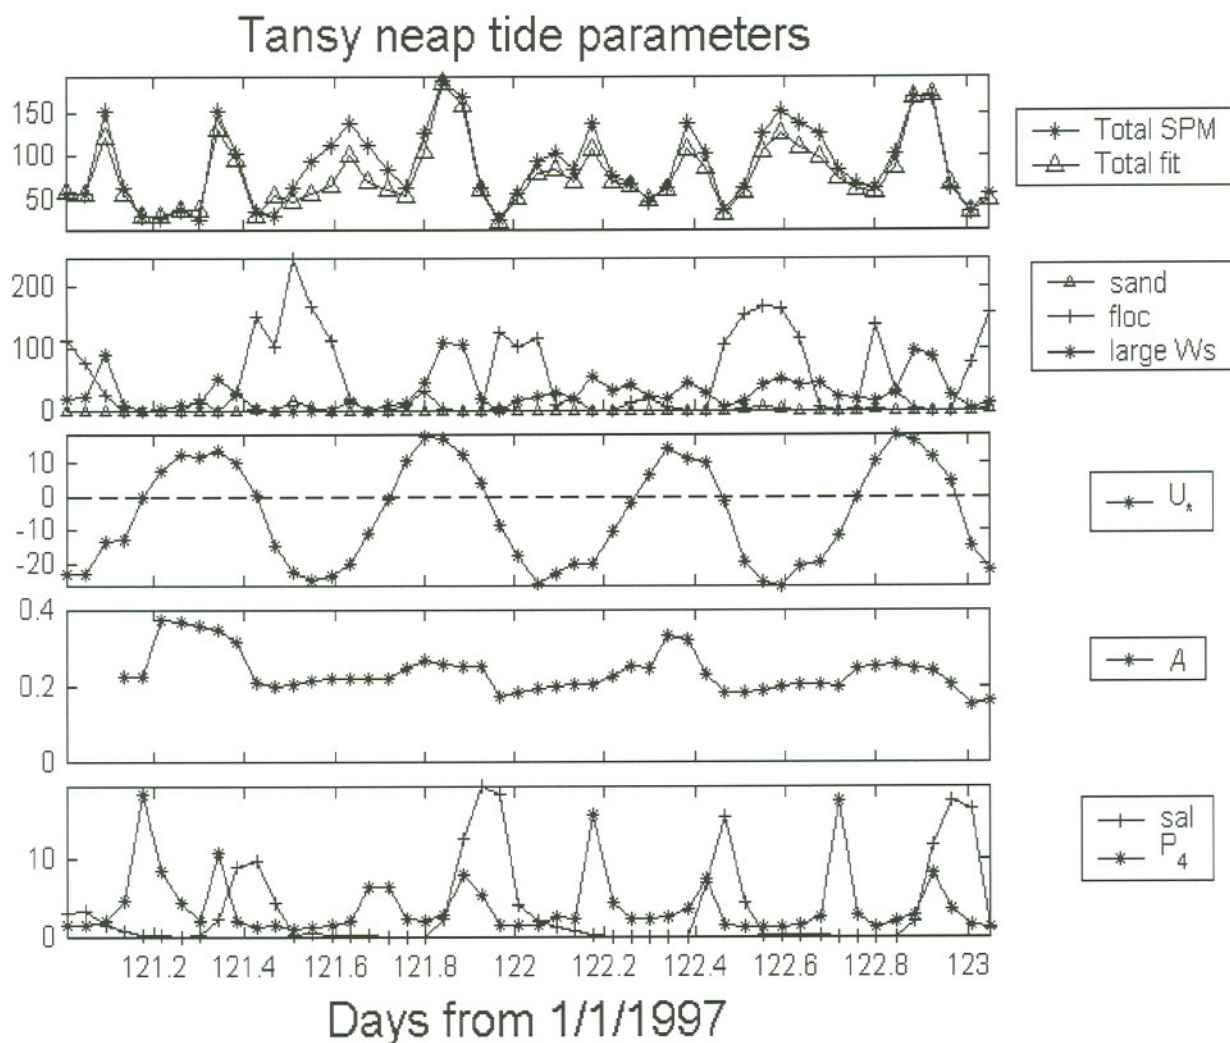 Tansy neap tide parameters
150
100
50
Total SPM
Total fit
200
100
0
sand
floc
large Ws
10
0
-10
-20
U*
0.4
0.2
0
A
10
0
sal
P4
121.2 121.4 121.6 121.8 122 122.2 122.4 122.6 122.8 123
Days from 1/1/1997